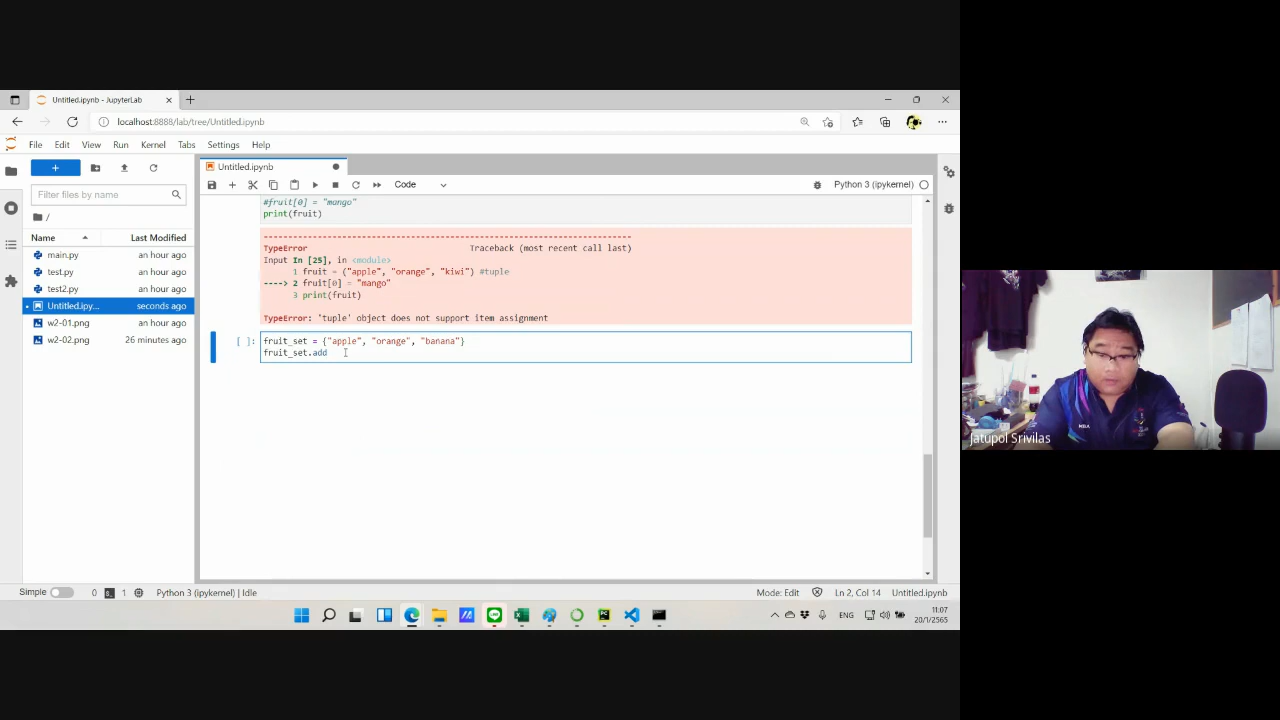 Untitled.ipynb - JupyterLab
localhost:8888/lab/tree/Untitled.ipynb
File Edit View Run Kernel Tabs Settings Help
Untitled.ipynb
Filter files by name
Code
Python 3 (ipykernel)
/
Name Last Modified
main.py an hour ago
test.py an hour ago
test2.py an hour ago
Untitled.ipy... seconds ago
w2-01.png an hour ago
w2-02.png 26 minutes ago
#fruit[0] = "mango"
print(fruit)
---------------------------------------------------------------------------
TypeError Traceback (most recent call last)
Input In [25], in <module>
1 fruit = ("apple", "orange", "kiwi") #tuple
----> 2 fruit[0] = "mango"
3 print(fruit)
TypeError: 'tuple' object does not support item assignment
[ ]: fruit_set = {"apple", "orange", "banana"}
fruit_set.add
Jatupol Srivilas
Simple 0 1 Python 3 (ipykernel) | Idle Mode: Edit Ln 2, Col 14 Untitled.ipynb
ENG 11:07
20/1/2565